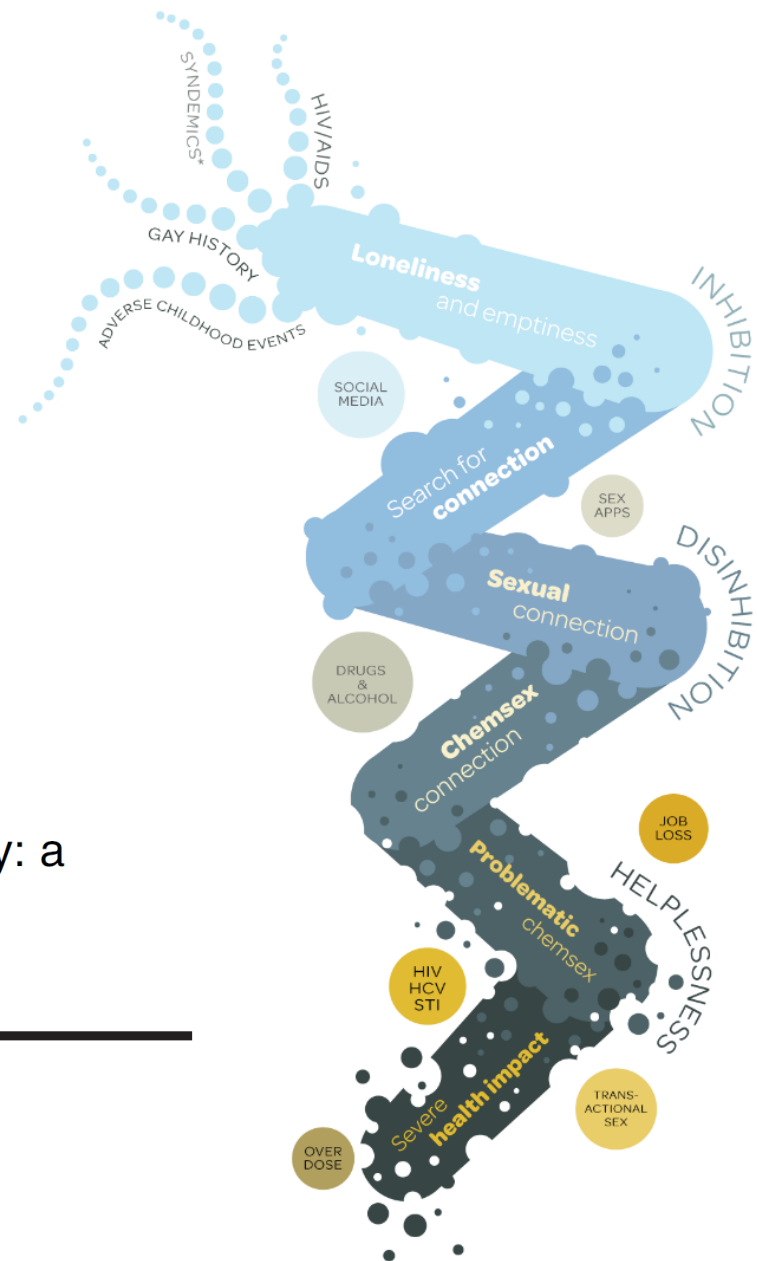 SYNDEMICS*
HIV/AIDS
GAY HISTORY
ADVERSE CHILDHOOD EVENTS
Loneliness
and emptiness
INHIBITION
SOCIAL
MEDIA
Search for
connection
SEX
APPS
Sexual
connection
DISINHIBITION
DRUGS
&
ALCOHOL
Chemsex
connection
JOB
LOSS
y: a
Problematic
chemsex
HELPLESSNESS
HIV
HCV
STI
Severe
health impact
TRANS-
ACTIONAL
SEX
OVER
DOSE